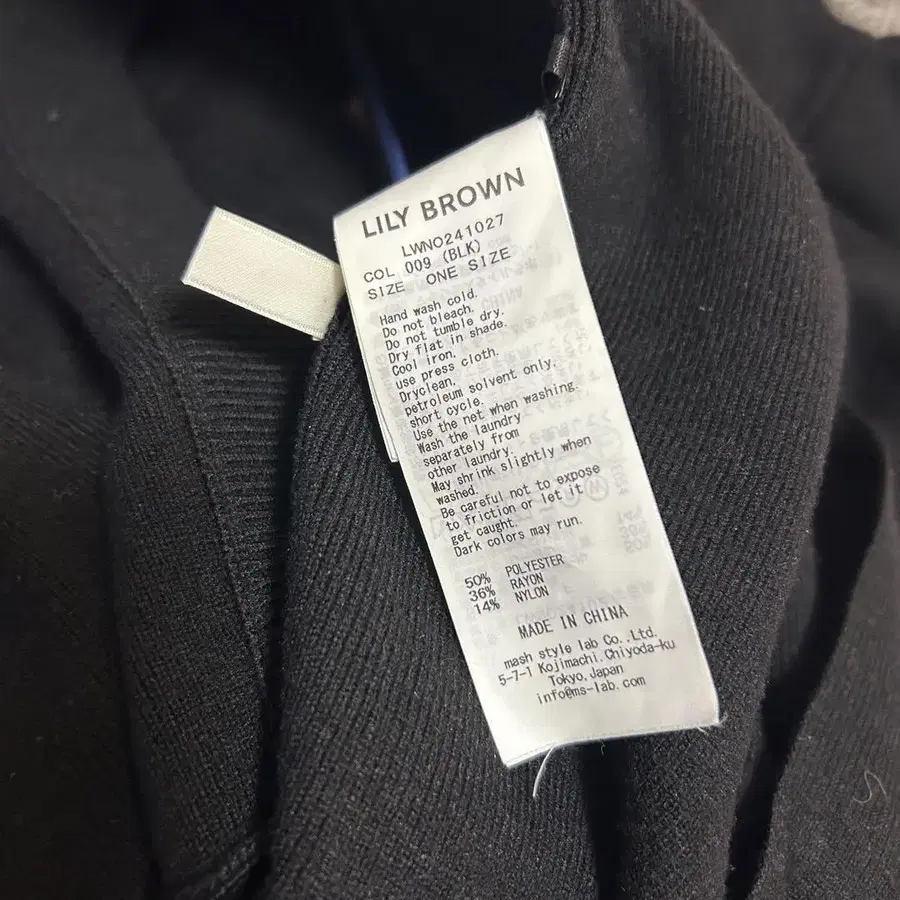 LILY BROWN
LWNO241027
COL 009 (BLK)
SIZE ONE SIZE
Hand wash cold.
Do not bleach.
Do not tumble dry.
Dry flat in shade.
Cool iron.
use press cloth.
Dryclean.
petroleum solvent only.
short cycle.
Use the net when washing.
Wash the laundry
separately from
other laundry.
May shrink slightly when
washed.
Be careful not to expose
to friction or let it
get caught.
Dark colors may run.
50% POLYESTER
36% RAYON
14% NYLON
MADE IN CHINA
mash style lab Co.,Ltd.
5-7-1 Kojimachi.Chiyoda-ku
Tokyo.Japan
info@ms-lab.com